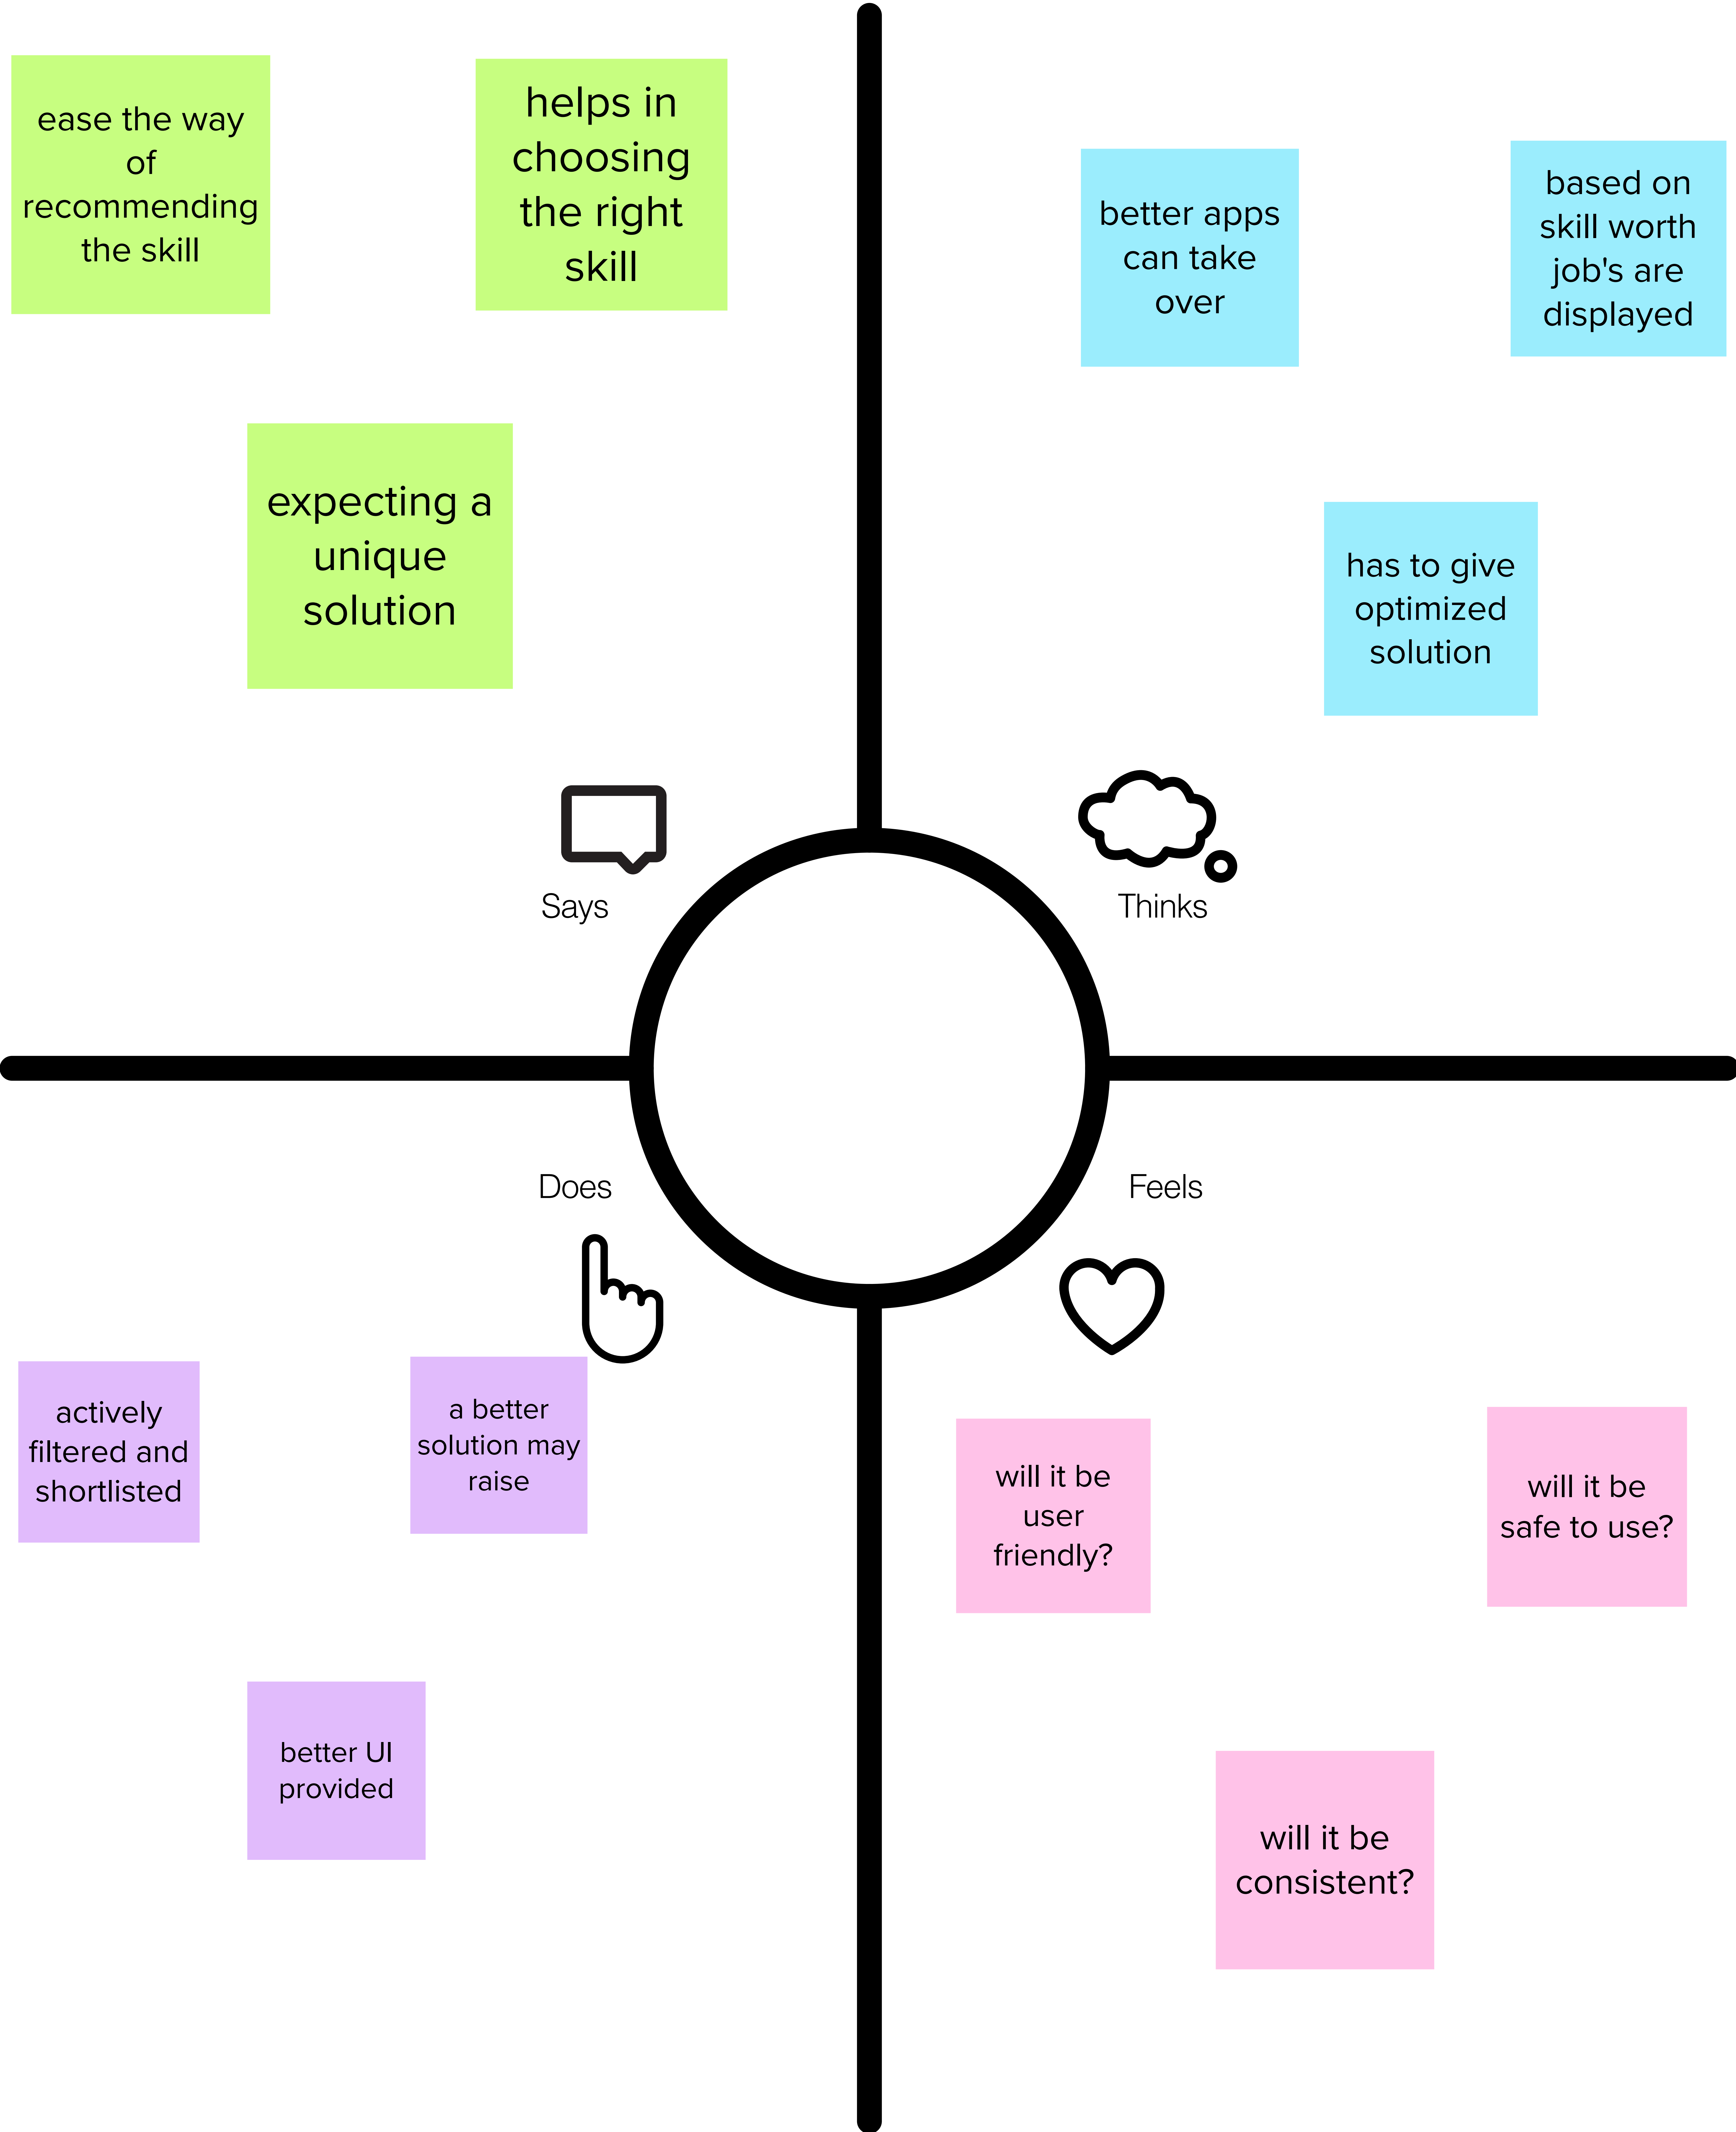 ease the way
of
recommending
the skill
helps in
choosing
the right
skill
expecting a
unique
solution
Says
better apps
can take
over
based on
skill worth
job's are
displayed
has to give
optimized
solution
Thinks
Does
actively
filtered and
shortlisted
a better
solution may
raise
better UI
provided
Feels
will it be
user
friendly?
will it be
safe to use?
will it be
consistent?